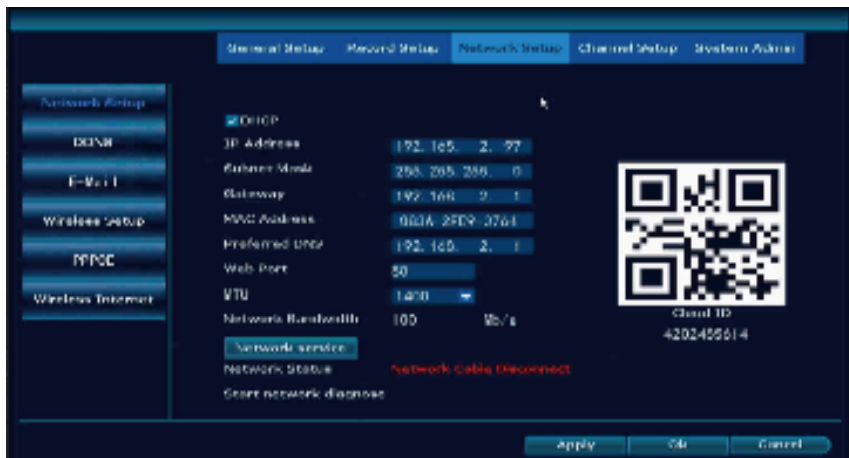 General Setup Record Setup Network Setup Channel Setup System Admin
Network Setup
DDNS
E-Mail
Wireless Setup
PPPOE
Wireless Internet
DHCP
IP Address 192. 165. 2. 97
Subnet Mask 255. 255. 255. 0
Gateway 192. 168 2. 1
MAC Address
Preferred DNS 192. 168. 2. 1
Web Port
MTU 1400
Network Bandwidth 100 Mb/s
Network service
Network Status Network Cable Disconnect
Start network diagnose
Cloud ID
4202455614
Apply Ok Cancel